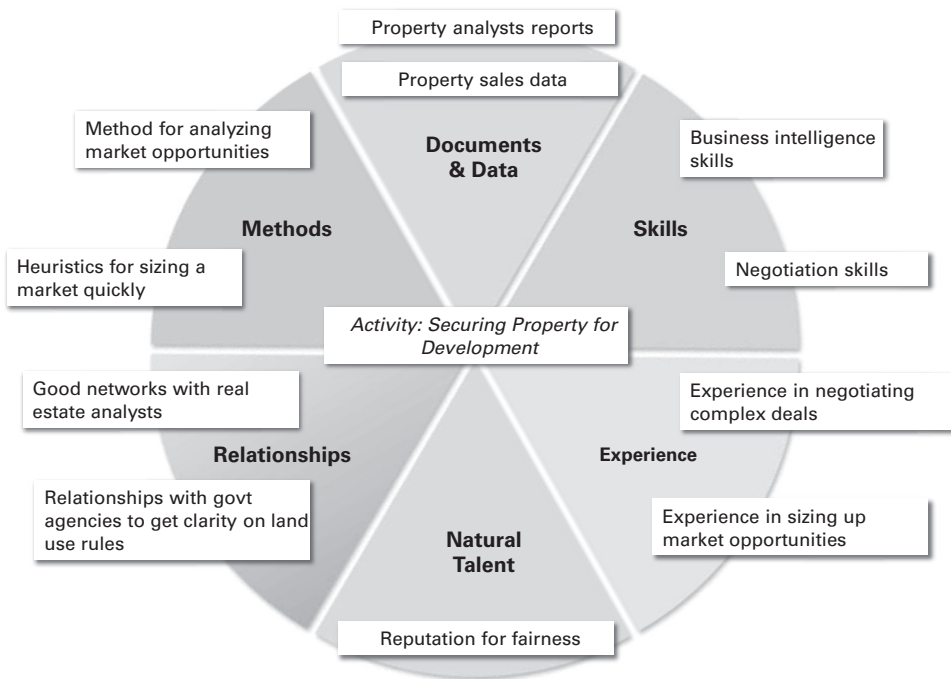 Property analysts reports
Property sales data
Documents
& Data
Method for analyzing
market opportunities
Methods
Heuristics for sizing a
market quickly
Business intelligence
skills
Skills
Negotiation skills
Activity: Securing Property for
Development
Good networks with real
estate analysts
Relationships
Relationships with govt
agencies to get clarity on land
use rules
Experience in negotiating
complex deals
Experience
Experience in sizing up
market opportunities
Natural
Talent
Reputation for fairness